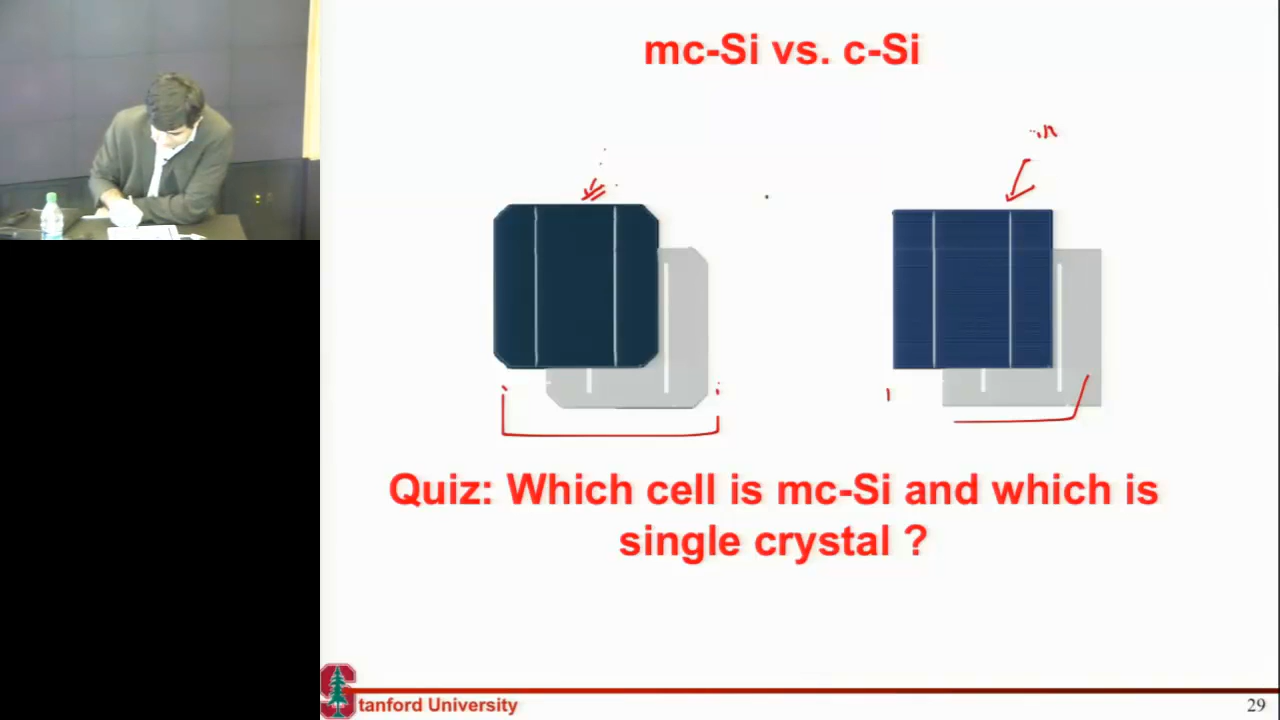 mc-Si vs. c-Si
Quiz: Which cell is mc-Si and which is
single crystal ?
Stanford University
29